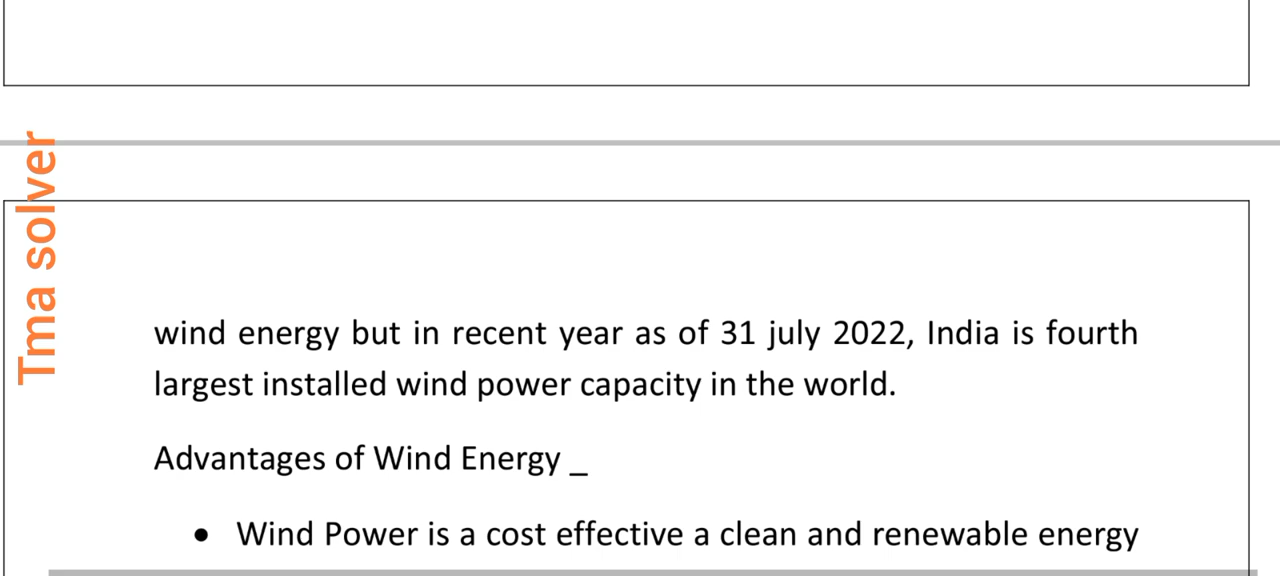 Tma solver
wind energy but in recent year as of 31 july 2022, India is fourth
largest installed wind power capacity in the world.
Advantages of Wind Energy _
• Wind Power is a cost effective a clean and renewable energy